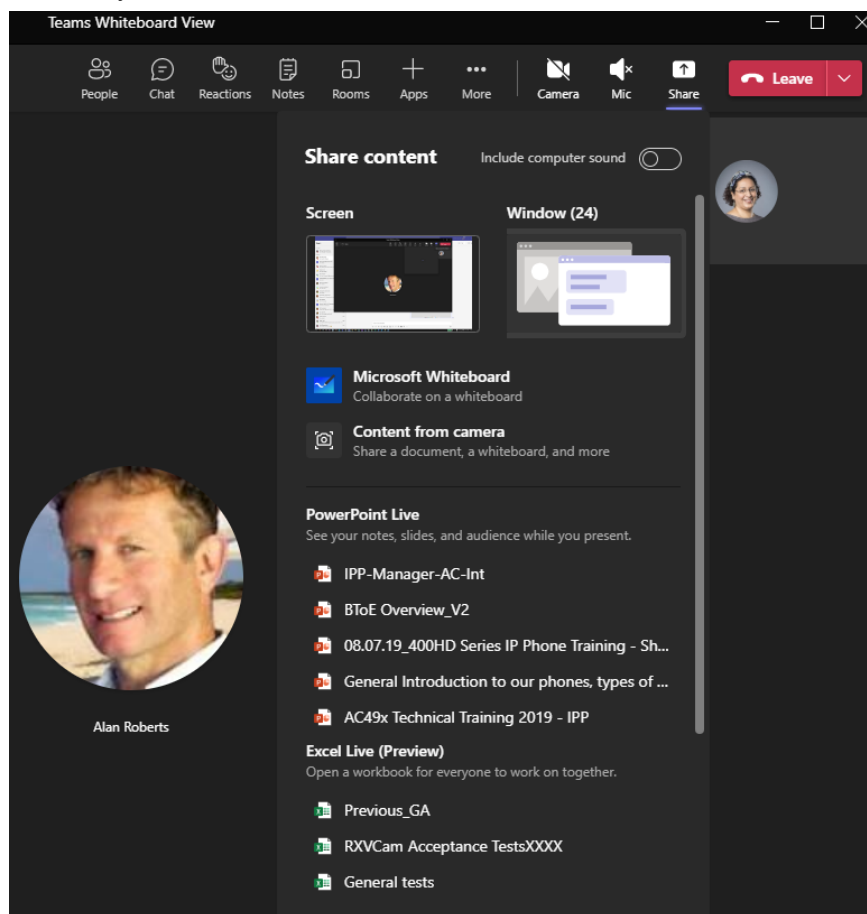 Teams Whiteboard View
People Chat Reactions Notes Rooms Apps More Camera Mic Share Leave
Share content Include computer sound
Screen Window (24)
Microsoft Whiteboard
Collaborate on a whiteboard
Content from camera
Share a document, a whiteboard, and more
PowerPoint Live
See your notes, slides, and audience while you present.
IPP-Manager-AC-Int
BToE Overview_V2
08.07.19_400HD Series IP Phone Training - Sh...
General Introduction to our phones, types of ...
AC49x Technical Training 2019 - IPP
Alan Roberts
Excel Live (Preview)
Open a workbook for everyone to work on together.
Previous_GA
RXVCam Acceptance TestsXXXX
General tests